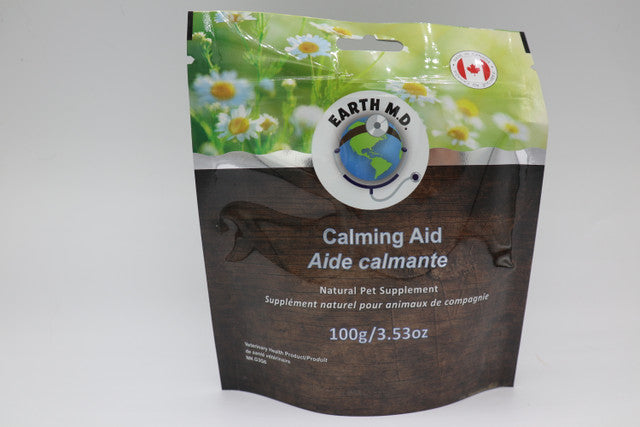 EARTH M.D.
Calming Aid
Aide calmante
Natural Pet Supplement
Supplément naturel pour animaux de compagnie
100g/3.53oz
Veterinary Health Product/Produit
de santé vétérinaire